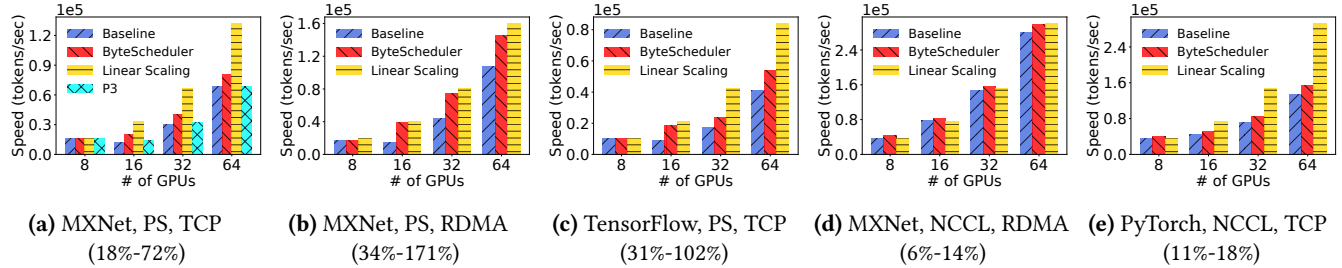 1e5
Speed (tokens/sec)
1.2
0.9
0.6
0.3
0.0
Baseline
ByteScheduler
Linear Scaling
P3
8 16 32 64
# of GPUs
(a) MXNet, PS, TCP
(18%-72%)
1e5
Speed (tokens/sec)
1.6
1.2
0.8
0.4
0.0
Baseline
ByteScheduler
Linear Scaling
8 16 32 64
# of GPUs
(b) MXNet, PS, RDMA
(34%-171%)
1e5
Speed (tokens/sec)
0.8
0.6
0.4
0.2
0.0
Baseline
ByteScheduler
Linear Scaling
8 16 32 64
# of GPUs
(c) TensorFlow, PS, TCP
(31%-102%)
1e5
Speed (tokens/sec)
2.4
1.6
0.8
0.0
Baseline
ByteScheduler
Linear Scaling
8 16 32 64
# of GPUs
(d) MXNet, NCCL, RDMA
(6%-14%)
1e5
Speed (tokens/sec)
2.4
1.6
0.8
0.0
Baseline
ByteScheduler
Linear Scaling
8 16 32 64
# of GPUs
(e) PyTorch, NCCL, TCP
(11%-18%)